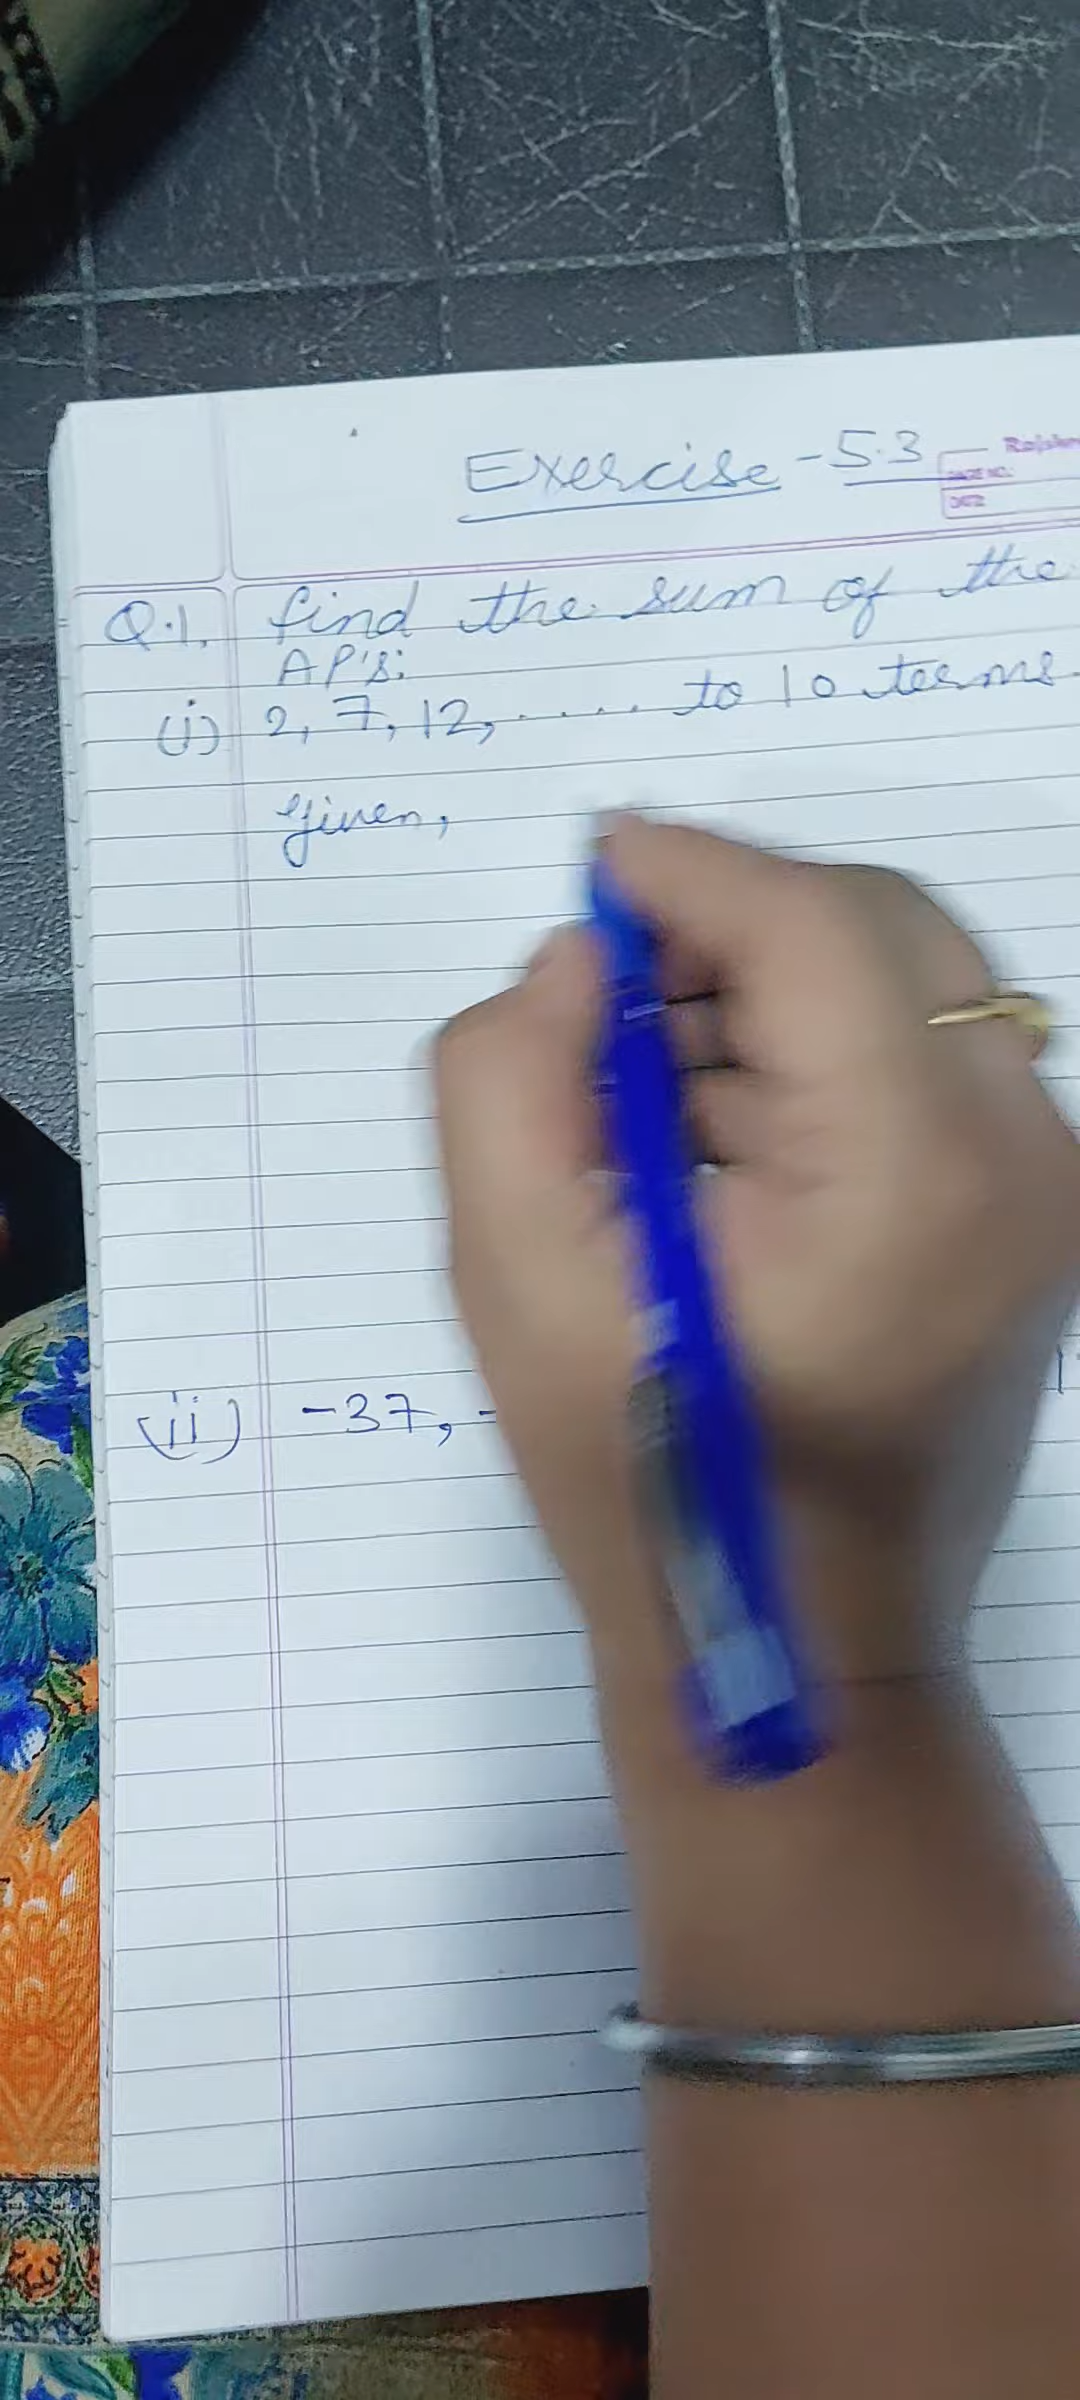 Exercise - 5.3
DATE
Q.1. find the sum of the
AP's:
(i) 2, 7, 12, ..... to 10 terms.
Given,
(ii) -37, -